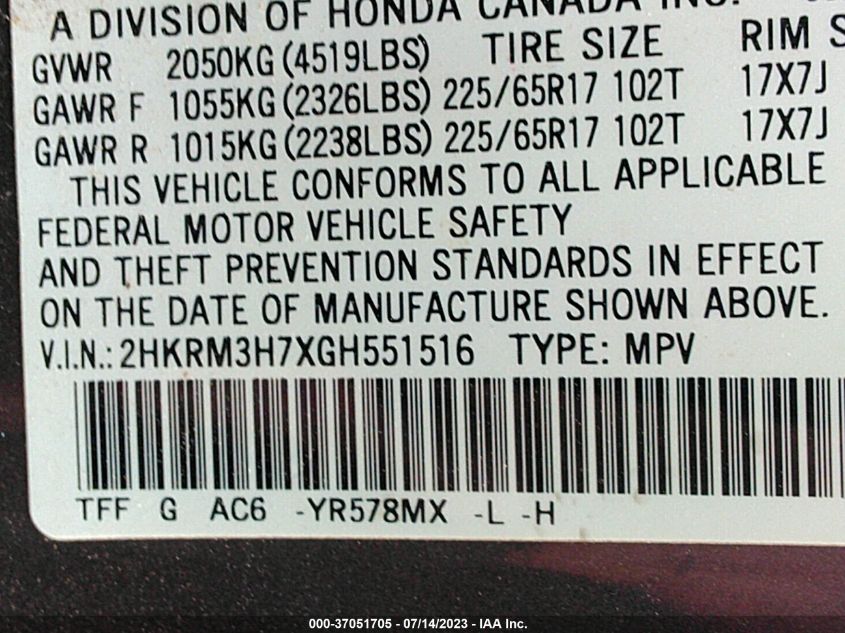 A DIVISION OF HONDA CANADA INC.
GVWR 2050KG (4519LBS) TIRE SIZE RIM S
GAWR F 1055KG (2326LBS) 225/65R17 102T 17X7J
GAWR R 1015KG (2238LBS) 225/65R17 102T 17X7J
THIS VEHICLE CONFORMS TO ALL APPLICABLE
FEDERAL MOTOR VEHICLE SAFETY
AND THEFT PREVENTION STANDARDS IN EFFECT
ON THE DATE OF MANUFACTURE SHOWN ABOVE.
V.I.N.: 2HKRM3H7XGH551516 TYPE: MPV
TFF G AC6 -YR578MX -L -H
000-37051705 - 07/14/2023 - IAA Inc.